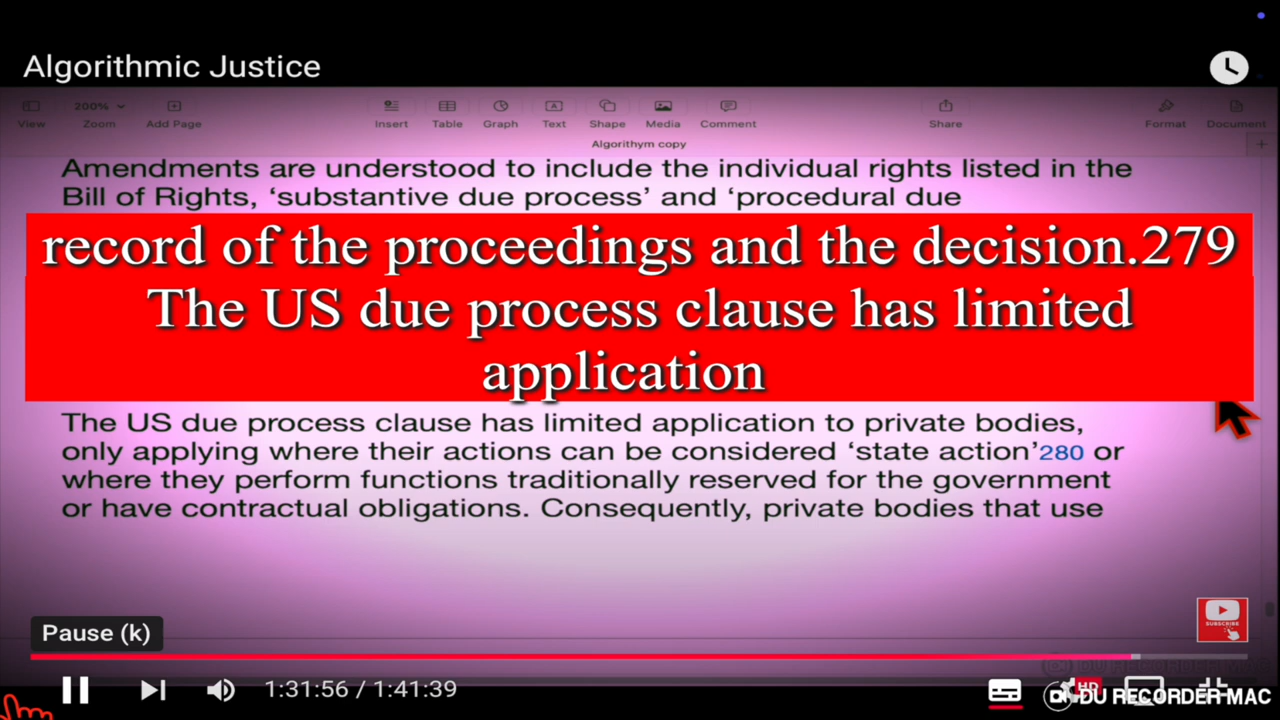 Algorithmic Justice
200%
View
Zoom
Add Page
Insert
Table
Graph
Text
Shape
Media
Comment
Share
Format
Document
Algorithym copy
Amendments are understood to include the individual rights listed in the
Bill of Rights, ‘substantive due process’ and ‘procedural due
record of the proceedings and the decision.279
The US due process clause has limited
application
The US due process clause has limited application to private bodies,
only applying where their actions can be considered ‘state action’280 or
where they perform functions traditionally reserved for the government
or have contractual obligations. Consequently, private bodies that use
SUBSCRIBE
Pause (k)
DU RECORDER MAC
1:31:56 / 1:41:39
HD
DU RECORDER MAC